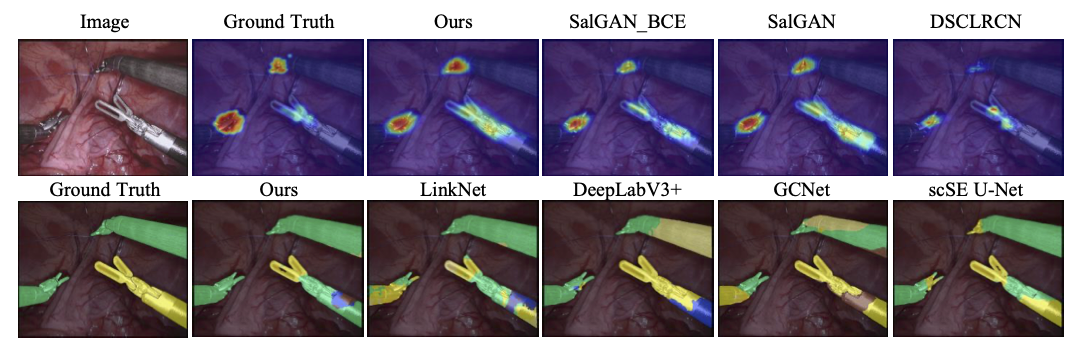 Image Ground Truth Ours SalGAN_BCE SalGAN DSCLRCN
Ground Truth Ours LinkNet DeepLabV3+ GCNet scSE U-Net